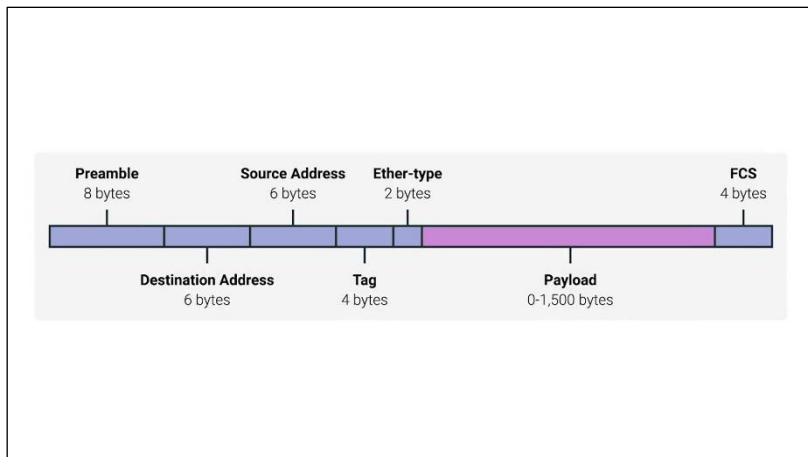 Preamble
8 bytes
Source Address
6 bytes
Ether-type
2 bytes
FCS
4 bytes
Destination Address
6 bytes
Tag
4 bytes
Payload
0-1,500 bytes